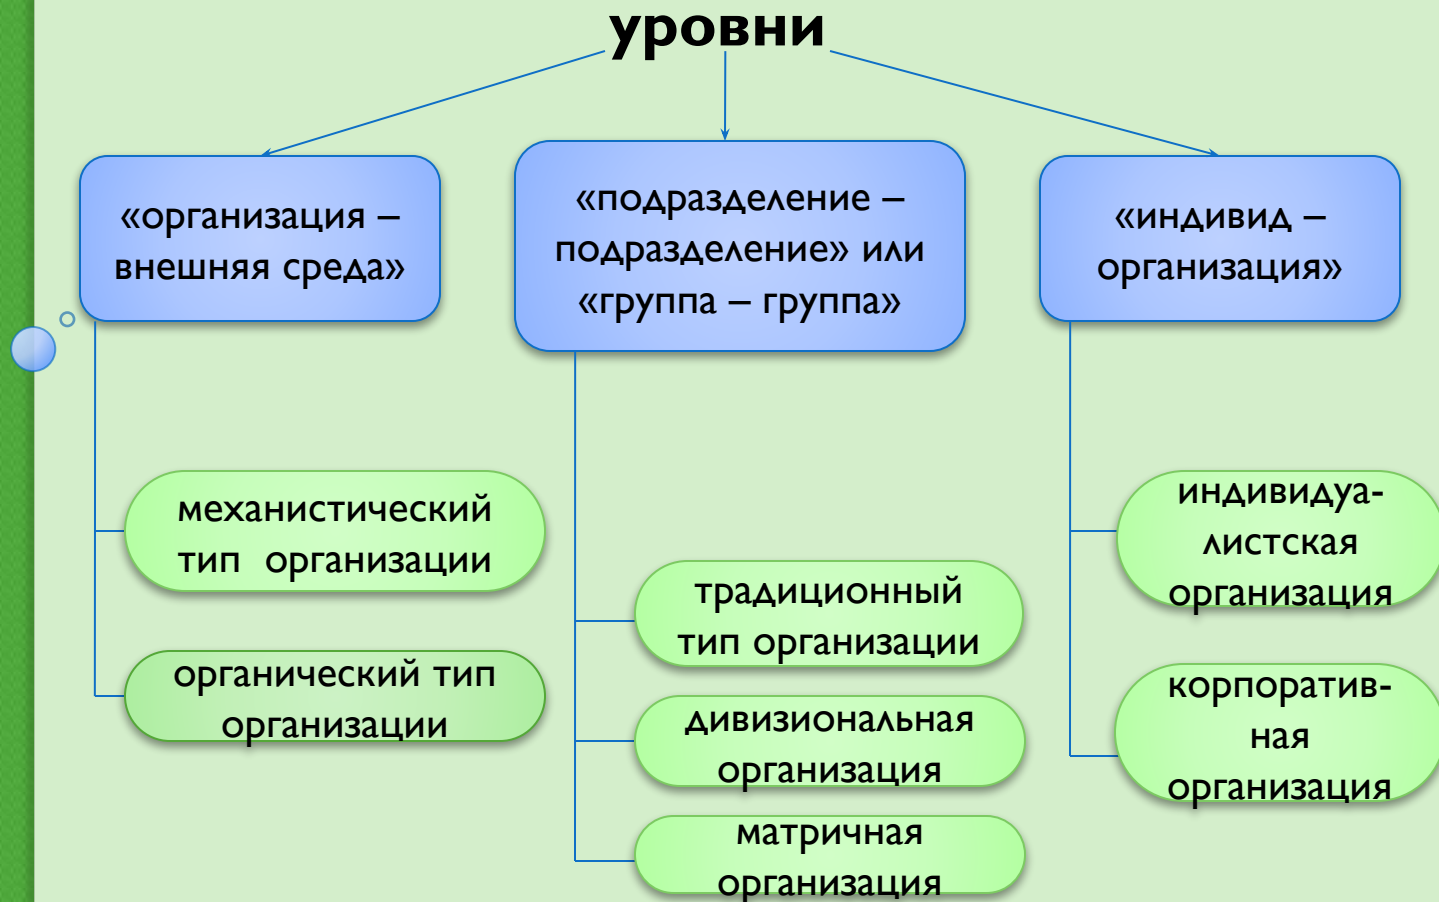 уровни
«организация –
внешняя среда»
«подразделение –
подразделение» или
«группа – группа»
«индивид –
организация»
механистический
тип  организации
органический тип
организации
традиционный
тип организации
дивизиональная
организация
матричная
организация
индивидуа-
листская
организация
корпоратив-
ная
организация